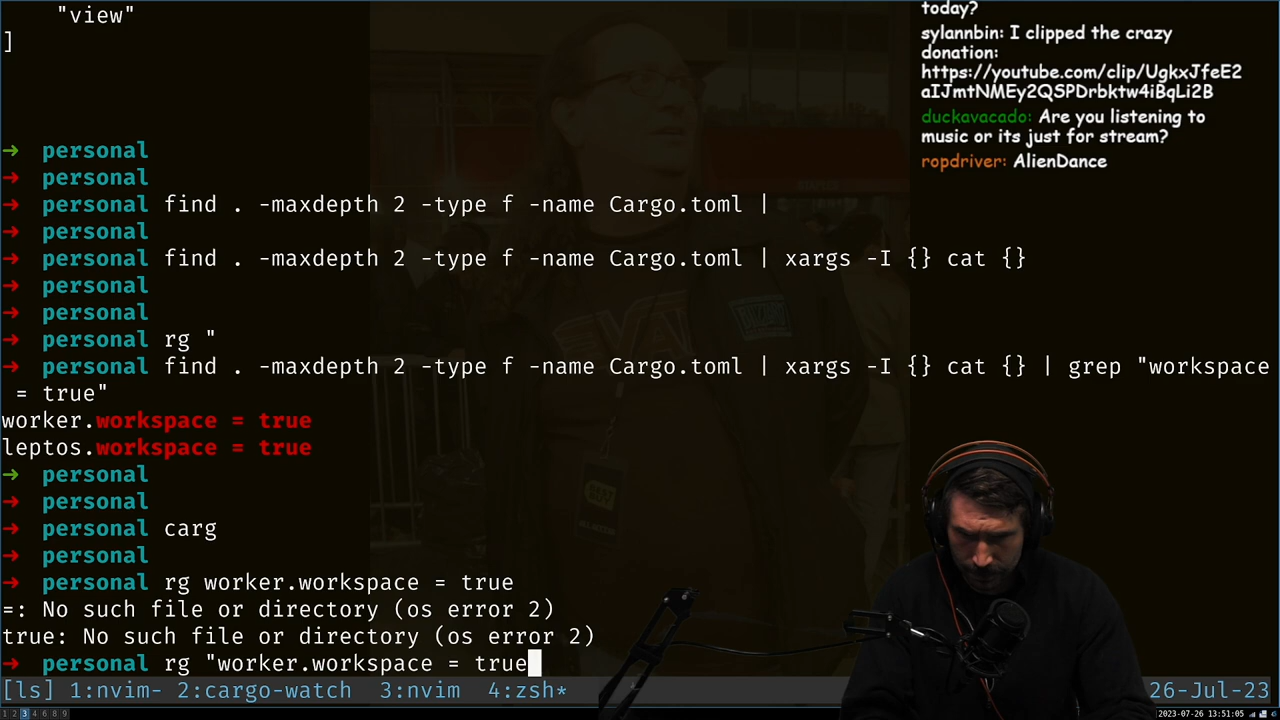 "view"
]
➜ personal
➜ personal
➜ personal find . -maxdepth 2 -type f -name Cargo.toml |
➜ personal
➜ personal find . -maxdepth 2 -type f -name Cargo.toml | xargs -I {} cat {}
➜ personal
➜ personal
➜ personal rg "
➜ personal find . -maxdepth 2 -type f -name Cargo.toml | xargs -I {} cat {} | grep "workspace
= true"
worker.workspace = true
leptos.workspace = true
➜ personal
➜ personal
➜ personal carg
➜ personal
➜ personal rg worker.workspace = true
=: No such file or directory (os error 2)
true: No such file or directory (os error 2)
➜ personal rg "worker.workspace = true
[ls] 1:nvim- 2:cargo-watch 3:nvim 4:zsh*
26-Jul-23
2023-07-26 13:51:05
today?
sylannbin: I clipped the crazy
donation:
https://youtube.com/clip/UgkxJfeE2
aIJmtNMEy2QSPDrbktw4iBqLi2B
duckavacado: Are you listening to
music or its just for stream?
ropdriver: AlienDance